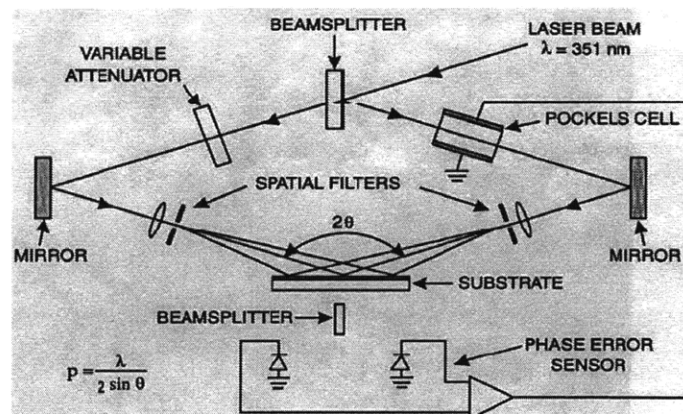 BEAMSPLITTER
LASER BEAM
λ = 351 nm
VARIABLE
ATTENUATOR
POCKELS CELL
SPATIAL FILTERS
2θ
MIRROR
MIRROR
SUBSTRATE
BEAMSPLITTER
PHASE ERROR
SENSOR
p = λ / 2 sin θ